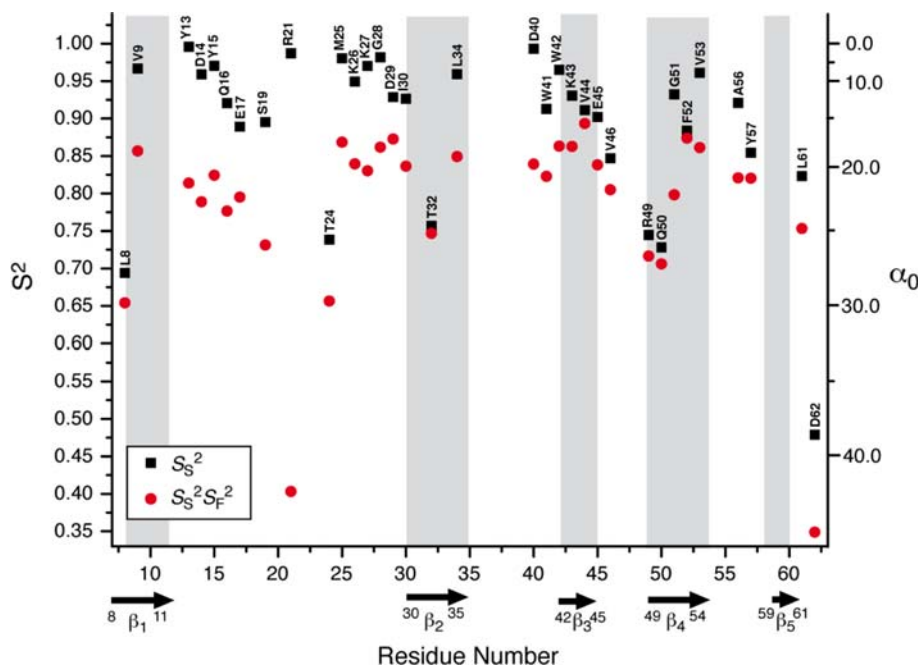 S²
1.00
0.95
0.90
0.85
0.80
0.75
0.70
0.65
0.60
0.55
0.50
0.45
0.40
0.35
L8
V9
Y13
D14
Y15
Q16
E17
S19
R21
T24
M25
K26
K27
G28
D29
I30
T32
L34
D40
W41
W42
K43
V44
E45
V46
R49
Q50
G51
F52
V53
A56
Y57
L61
D62
0.0
10.0
20.0
30.0
40.0
α₀
S_S²
S_S²S_F²
10 15 20 25 30 35 40 45 50 55 60
8 β₁ 11 30 β₂ 35 42 β₃ 45 49 β₄ 54 59 β₅ 61
Residue Number